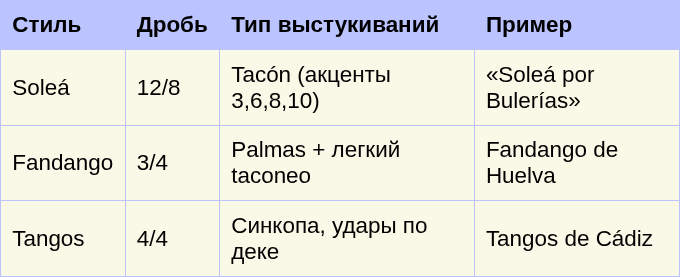 Стиль Дробь Тип выстукиваний Пример
Soleá 12/8 Tacón (акценты 3,6,8,10) «Soleá por Bulerías»
Fandango 3/4 Palmas + легкий taconeo Fandango de Huelva
Tangos 4/4 Синкопа, удары по деке Tangos de Cádiz